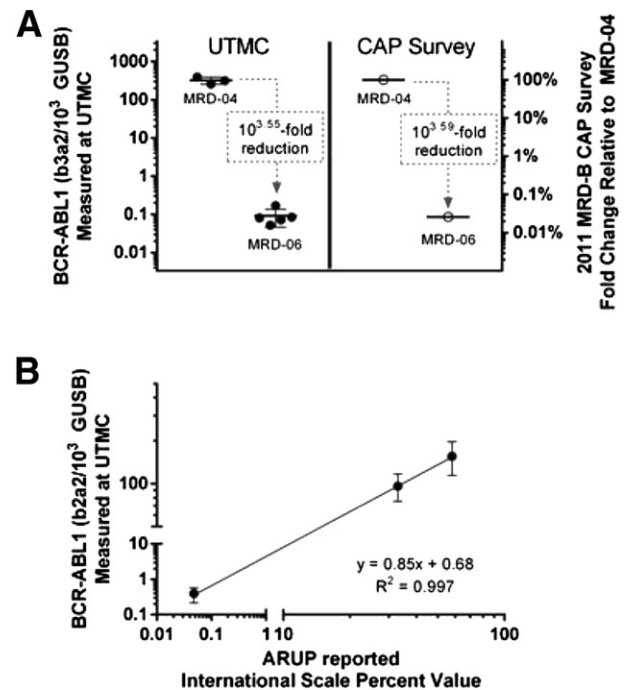 A
UTMC
CAP Survey
BCR-ABL1 (b3a2/10³ GUSB)
Measured at UTMC
1000
100
10
1
0.1
0.01
MRD-04
10³·⁵⁵-fold
reduction
MRD-06
MRD-04
10³·⁵⁹-fold
reduction
MRD-06
100%
10%
1%
0.1%
0.01%
2011 MRD-B CAP Survey
Fold Change Relative to MRD-04
B
BCR-ABL1 (b2a2/10³ GUSB)
Measured at UTMC
100
10
1
0.1
y = 0.85x + 0.68
R² = 0.997
0.01 0.1 1 10 100
ARUP reported
International Scale Percent Value